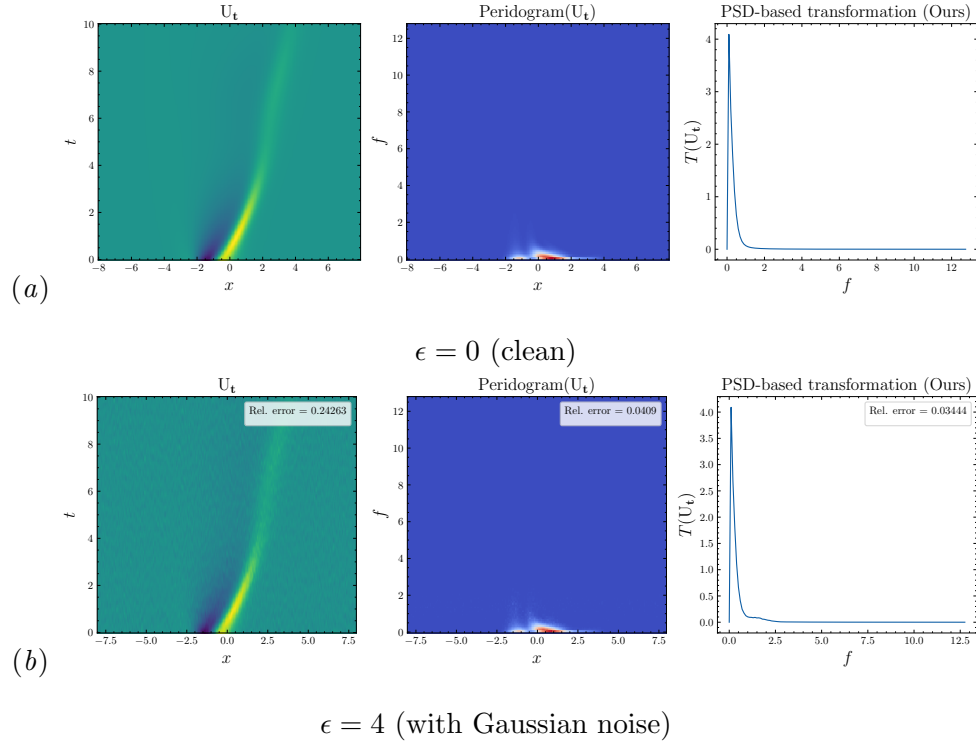 U_t
Peridogram(U_t)
PSD-based transformation (Ours)
10
8
6
4
2
0
t
−8 −6 −4 −2 0 2 4 6
x
12
10
8
6
4
2
0
f
−8 −6 −4 −2 0 2 4 6
x
4
3
2
1
0
T(U_t)
0 2 4 6 8 10 12
f
(a)
ϵ = 0 (clean)
U_t
Peridogram(U_t)
PSD-based transformation (Ours)
Rel. error = 0.24263
10
8
6
4
2
0
t
−7.5 −5.0 −2.5 0.0 2.5 5.0 7.5
x
Rel. error = 0.0409
12
10
8
6
4
2
0
f
−7.5 −5.0 −2.5 0.0 2.5 5.0 7.5
x
Rel. error = 0.03444
4.0
3.5
3.0
2.5
2.0
1.5
1.0
0.5
0.0
T(U_t)
0.0 2.5 5.0 7.5 10.0 12.5
f
(b)
ϵ = 4 (with Gaussian noise)